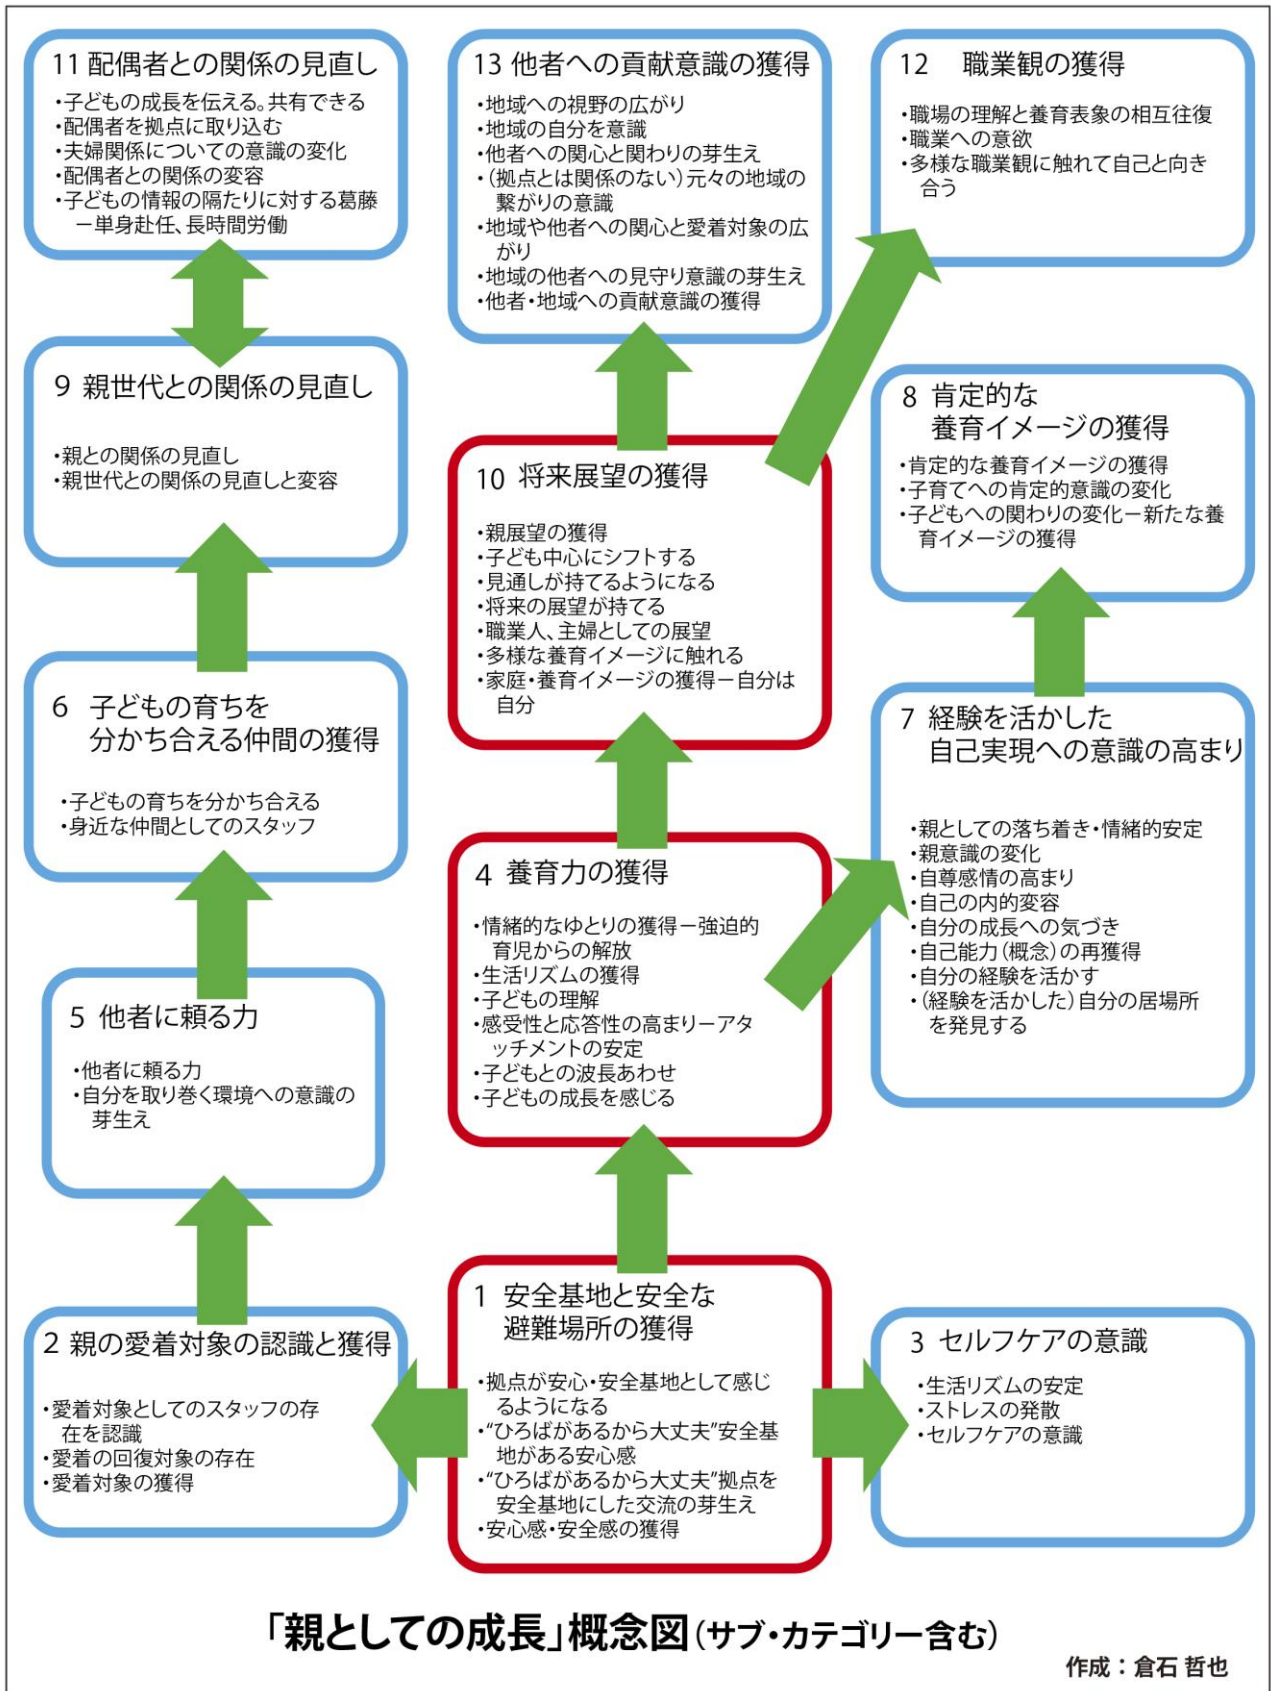 11 配偶者との関係の見直し
・子どもの成長を伝える。共有できる
・配偶者を拠点に取り込む
・夫婦関係についての意識の変化
・配偶者との関係の変容
・子どもの情報の隔たりに対する葛藤
－単身赴任、長時間労働
13 他者への貢献意識の獲得
・地域への視野の広がり
・地域の自分を意識
・他者への関心と関わりの芽生え
・（拠点とは関係のない）元々の地域の
繋がりの意識
・地域や他者への関心と愛着対象の広
がり
・地域の他者への見守り意識の芽生え
・他者・地域への貢献意識の獲得
12 職業観の獲得
・職場の理解と養育表象の相互往復
・職業への意欲
・多様な職業観に触れて自己と向き
合う
9 親世代との関係の見直し
・親との関係の見直し
・親世代との関係の見直しと変容
10 将来展望の獲得
・親展望の獲得
・子ども中心にシフトする
・見通しが持てるようになる
・将来の展望が持てる
・職業人、主婦としての展望
・多様な養育イメージに触れる
・家庭・養育イメージの獲得－自分は
自分
8 肯定的な
養育イメージの獲得
・肯定的な養育イメージの獲得
・子育てへの肯定的意識の変化
・子どもへの関わりの変化－新たな養
育イメージの獲得
6 子どもの育ちを
分かち合える仲間の獲得
・子どもの育ちを分かち合える
・身近な仲間としてのスタッフ
4 養育力の獲得
・情緒的なゆとりの獲得－強迫的
育児からの解放
・生活リズムの獲得
・子どもの理解
・感受性と応答性の高まり－アタ
ッチメントの安定
・子どもとの波長あわせ
・子どもの成長を感じる
7 経験を活かした
自己実現への意識の高まり
・親としての落ち着き・情緒的安定
・親意識の変化
・自尊感情の高まり
・自己の内的変容
・自分の成長への気づき
・自己能力（概念）の再獲得
・自分の経験を活かす
・（経験を活かした）自分の居場所
を発見する
5 他者に頼る力
・他者に頼る力
・自分を取り巻く環境への意識の
芽生え
2 親の愛着対象の認識と獲得
・愛着対象としてのスタッフの存
在を認識
・愛着の回復対象の存在
・愛着対象の獲得
1 安全基地と安全な
避難場所の獲得
・拠点が安心・安全基地として感じ
るようになる
・“ひろばがあるから大丈夫”安全基
地がある安心感
・“ひろばがあるから大丈夫”拠点を
安全基地にした交流の芽生え
・安心感・安全感の獲得
3 セルフケアの意識
・生活リズムの安定
・ストレスの発散
・セルフケアの意識
「親としての成長」概念図（サブ・カテゴリー含む）
作成：倉石 哲也